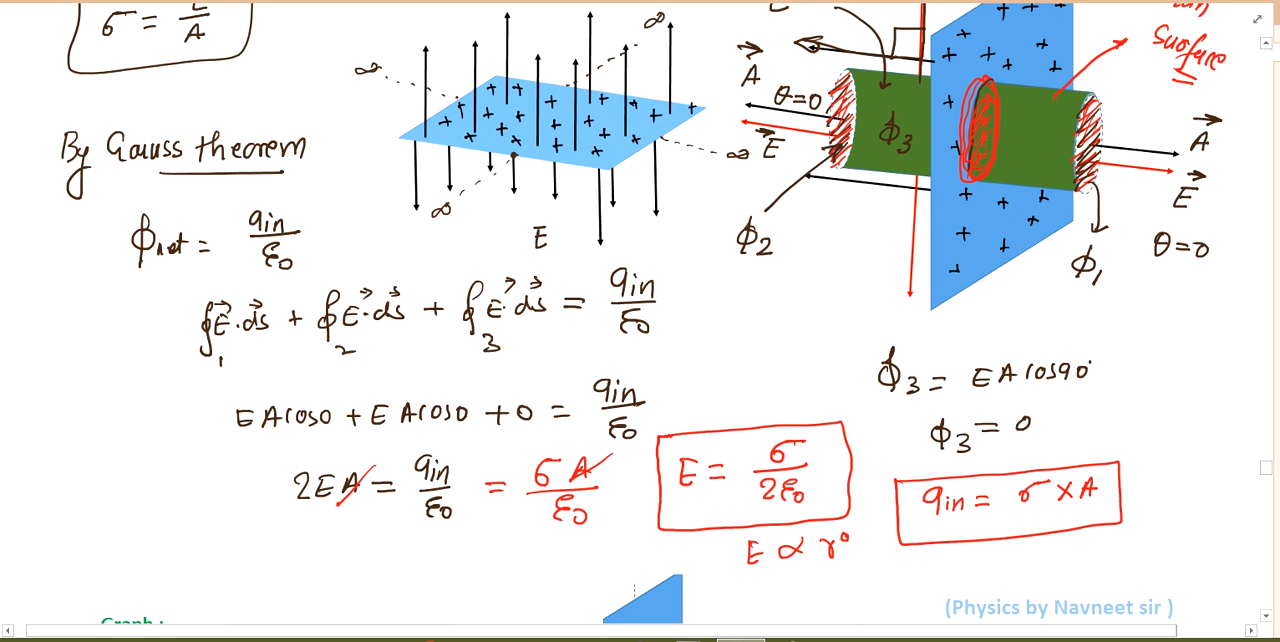 σ = /A
∞
∞
∞
∞
E
By Gauss theorem
ϕnet = qin/ε0
∮1 E⃗.ds⃗ + ∮2 E⃗.ds⃗ + ∮3 E⃗.ds⃗ = qin/ε0
EA cos0 + EA cos0 + 0 = qin/ε0
2EA = qin/ε0 = σA/ε0
E = σ/2ε0
E ∝ r°
A⃗
θ=0
E⃗
ϕ3
ϕ2
Surface
A⃗
E⃗
θ=0
ϕ1
ϕ3 = EA cos90°
ϕ3 = 0
qin = σ × A
(Physics by Navneet sir )
Graph :